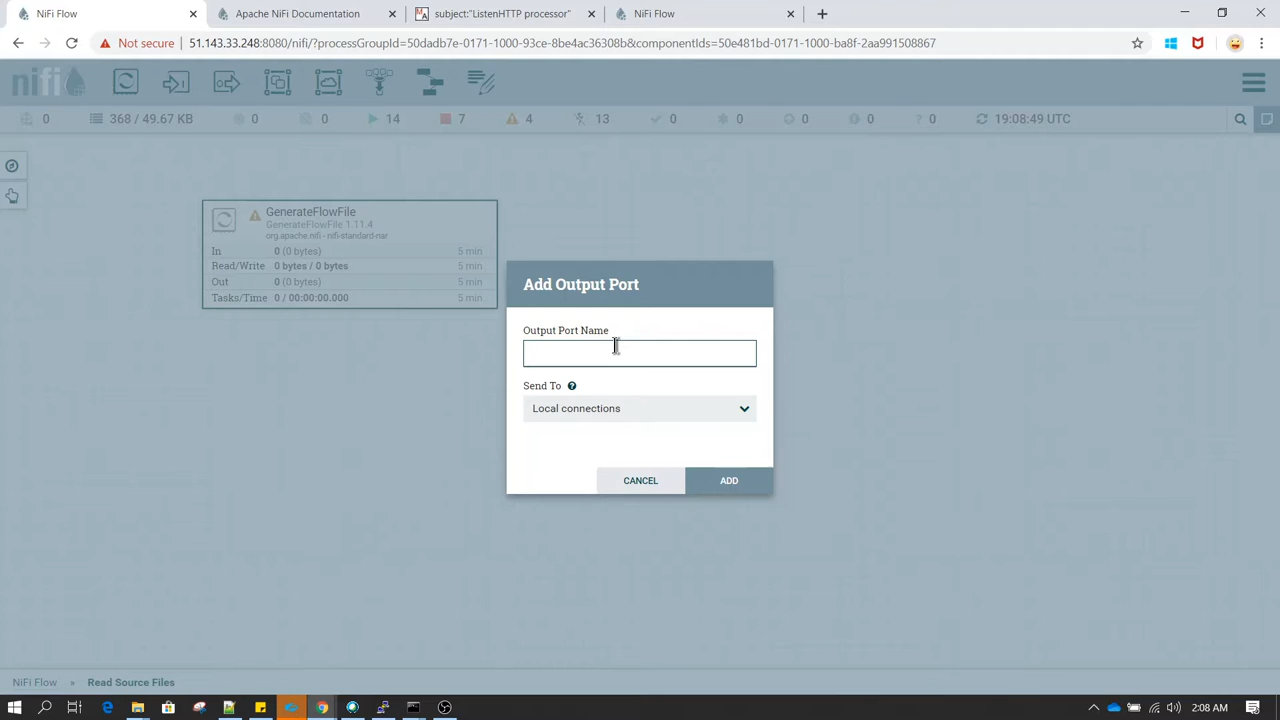 NiFi Flow
Apache NiFi Documentation
subject:"ListenHTTP processor"
NiFi Flow
Not secure
51.143.33.248:8080/nifi/?processGroupId=50dadb7e-0171-1000-93ce-8be4ac36308b&componentIds=50e481bd-0171-1000-ba8f-2aa991508867
nifi
0
368 / 49.67 KB
0
0
14
7
4
13
0
0
0
0
0
19:08:49 UTC
GenerateFlowFile
GenerateFlowFile 1.11.4
org.apache.nifi - nifi-standard-nar
In 0 (0 bytes) 5 min
Read/Write 0 bytes / 0 bytes 5 min
Out 0 (0 bytes) 5 min
Tasks/Time 0 / 00:00:00.000 5 min
Add Output Port
Output Port Name
Send To
Local connections
CANCEL
ADD
NiFi Flow » Read Source Files
2:08 AM